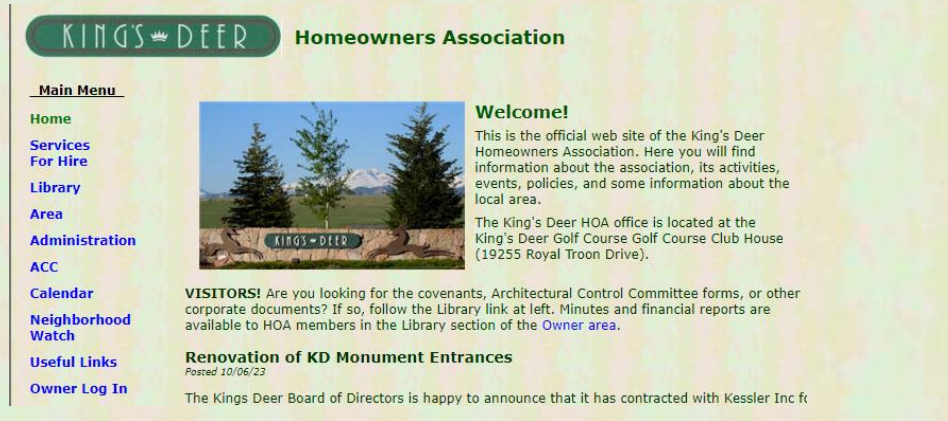 KING'S DEER
Homeowners Association
Main Menu
Home
Services
For Hire
Library
Area
Administration
ACC
Calendar
Neighborhood
Watch
Useful Links
Owner Log In
KINGS DEER
Welcome!
This is the official web site of the King's Deer
Homeowners Association. Here you will find
information about the association, its activities,
events, policies, and some information about the
local area.
The King's Deer HOA office is located at the
King's Deer Golf Course Golf Course Club House
(19255 Royal Troon Drive).
VISITORS! Are you looking for the covenants, Architectural Control Committee forms, or other
corporate documents? If so, follow the Library link at left. Minutes and financial reports are
available to HOA members in the Library section of the Owner area.
Renovation of KD Monument Entrances
Posted 10/06/23
The Kings Deer Board of Directors is happy to announce that it has contracted with Kessler Inc